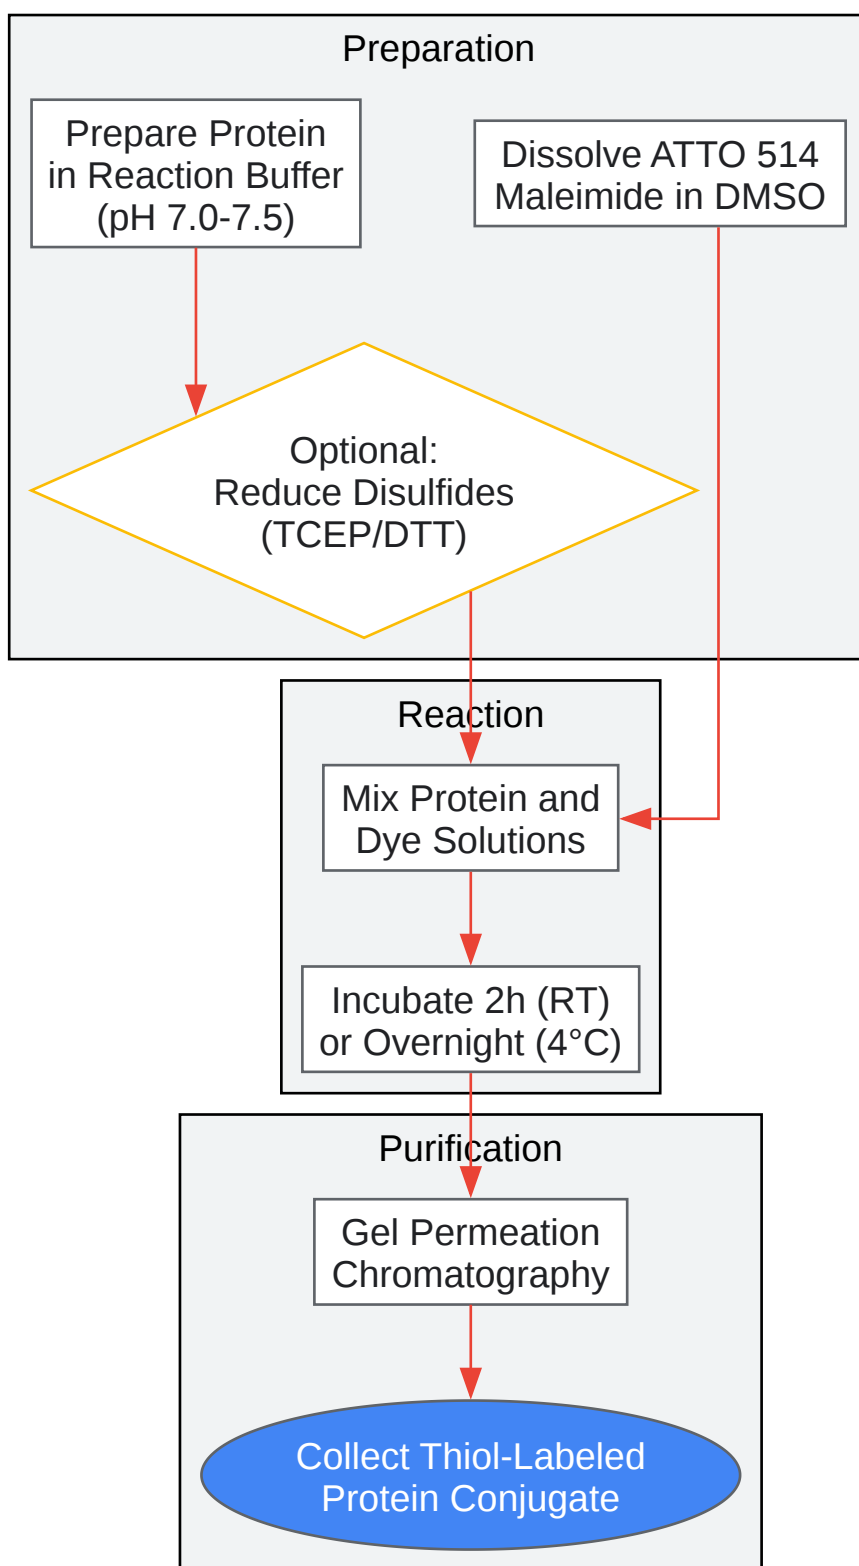 Preparation
Prepare Protein
in Reaction Buffer
(pH 7.0-7.5)
Dissolve ATTO 514
Maleimide in DMSO
Optional:
Reduce Disulfides
(TCEP/DTT)
Reaction
Mix Protein and
Dye Solutions
Incubate 2h (RT)
or Overnight (4°C)
Purification
Gel Permeation
Chromatography
Collect Thiol-Labeled
Protein Conjugate